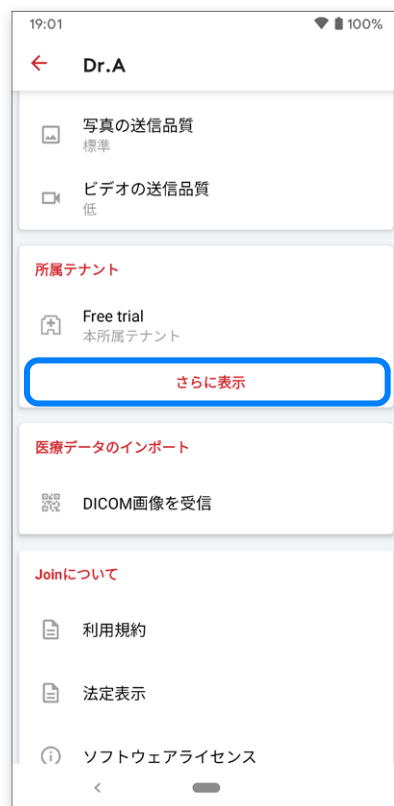 19:01 100%
Dr.A
写真の送信品質
標準
ビデオの送信品質
低
所属テナント
Free trial
本所属テナント
さらに表示
医療データのインポート
DICOM画像を受信
Joinについて
利用規約
法定表示
ソフトウェアライセンス